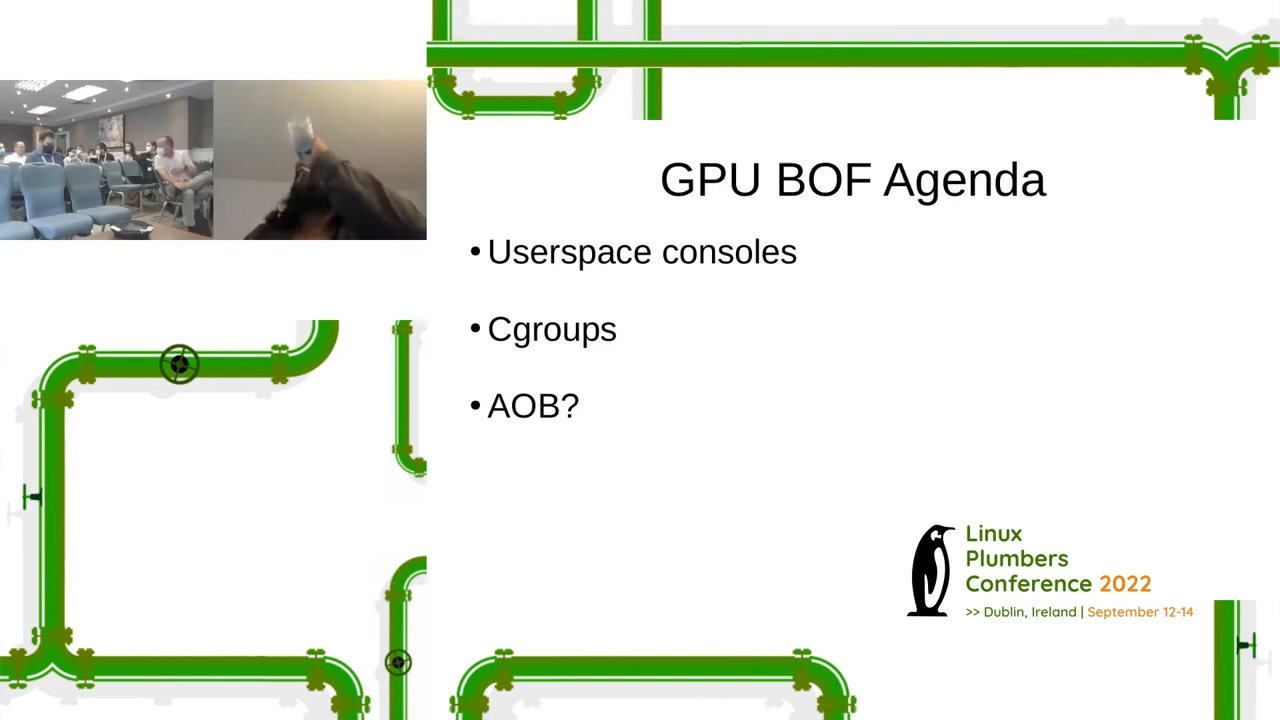 GPU BOF Agenda
• Userspace consoles
• Cgroups
• AOB?
Linux
Plumbers
Conference 2022
>> Dublin, Ireland | September 12-14